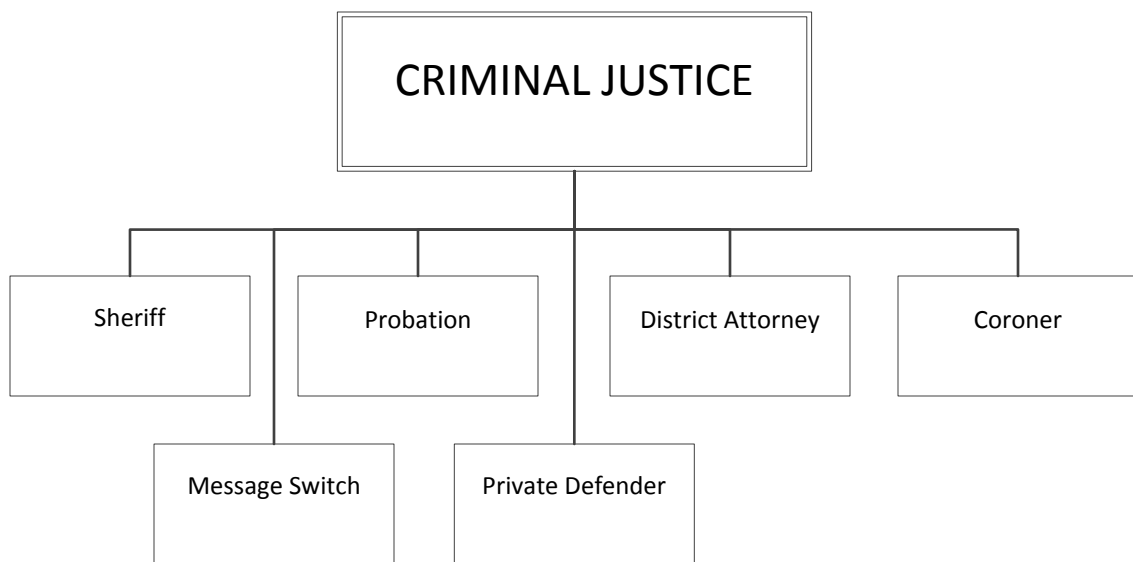 CRIMINAL JUSTICE
Sheriff
Probation
District Attorney
Coroner
Message Switch
Private Defender